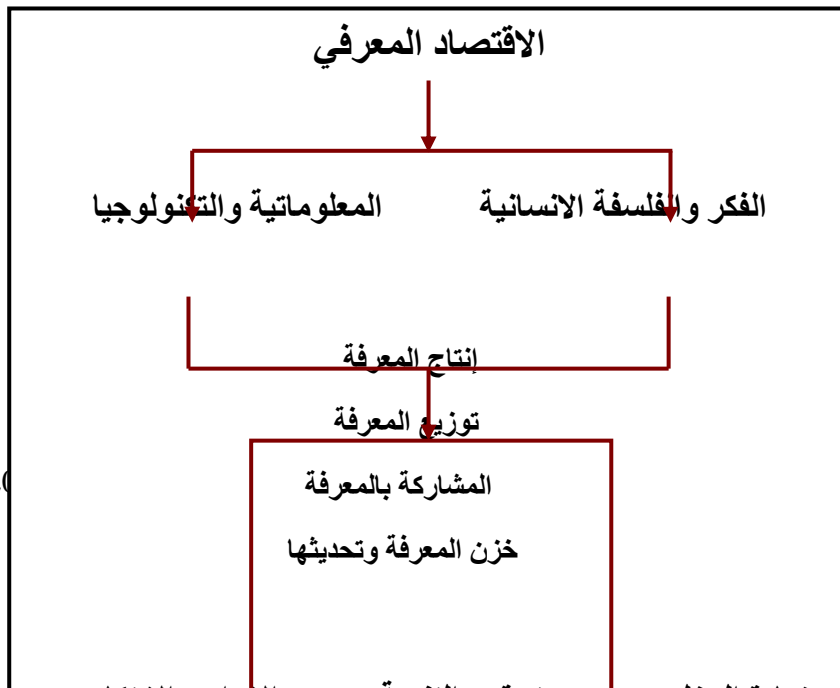 الاقتصاد المعرفي
الفكر والفلسفة الانسانية المعلوماتية والتكنولوجيا
إنتاج المعرفة
توزيع المعرفة
المشاركة بالمعرفة
خزن المعرفة وتحديثها